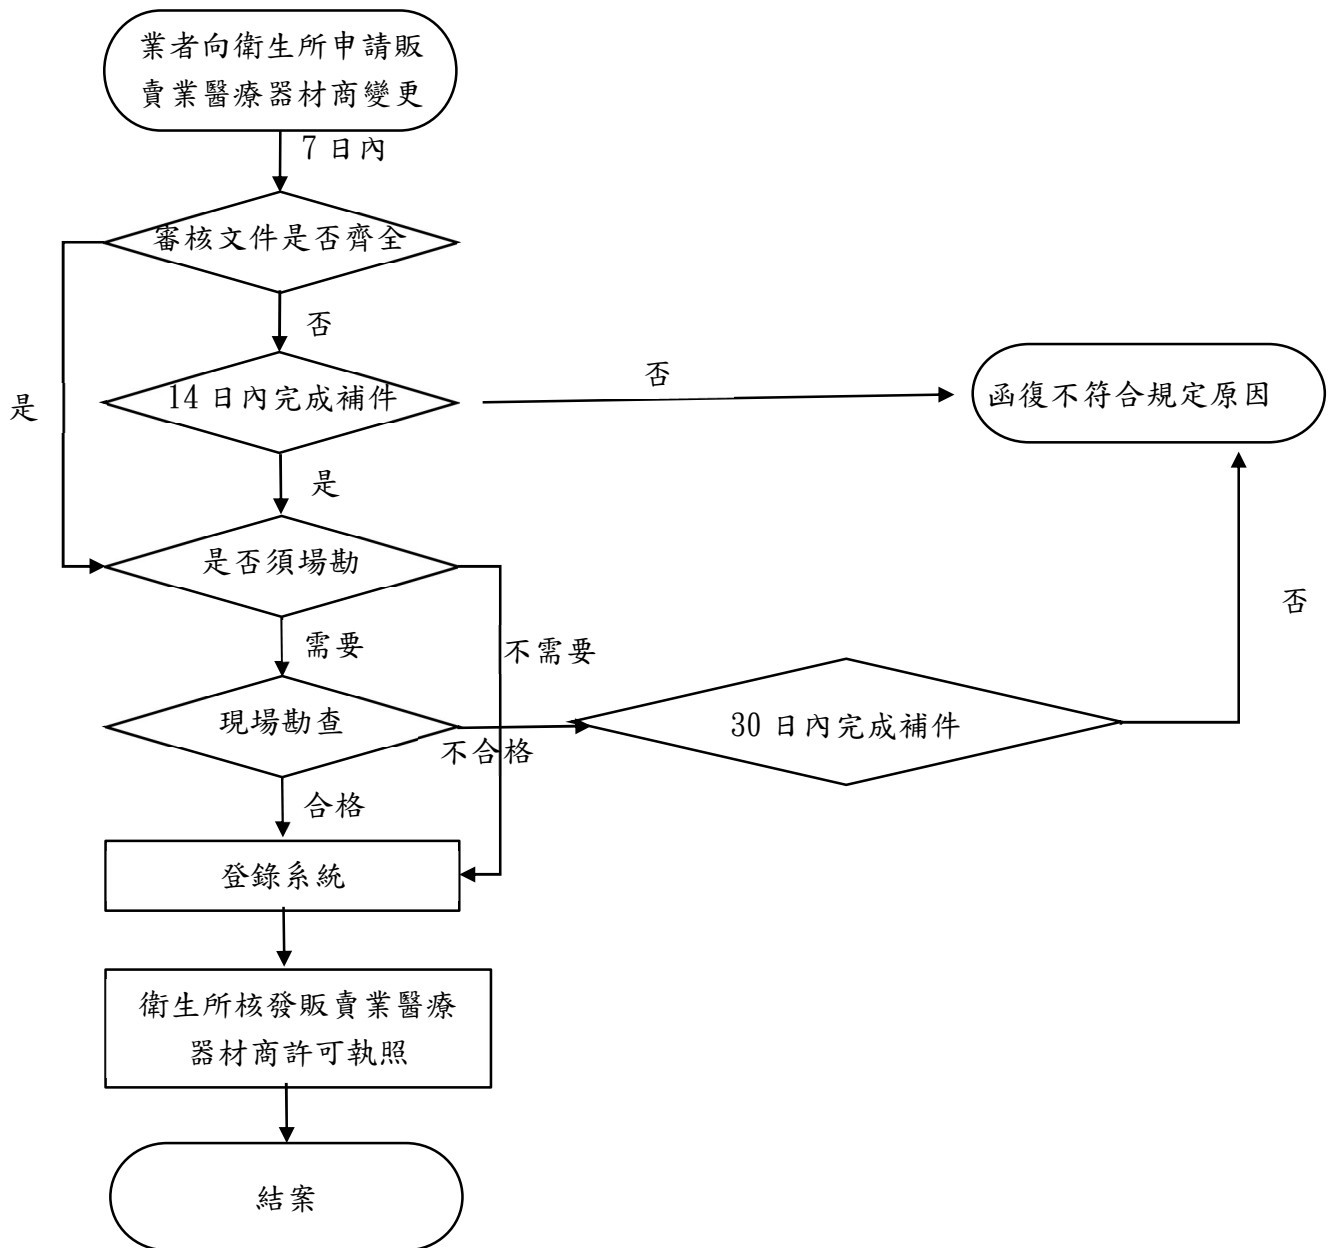 業者向衛生所申請販
賣業醫療器材商變更
7 日內
審核文件是否齊全
否
14 日內完成補件
否
函復不符合規定原因
是
是
是否須場勘
需要
不需要
否
現場勘查
30 日內完成補件
不合格
合格
登錄系統
衛生所核發販賣業醫療
器材商許可執照
結案